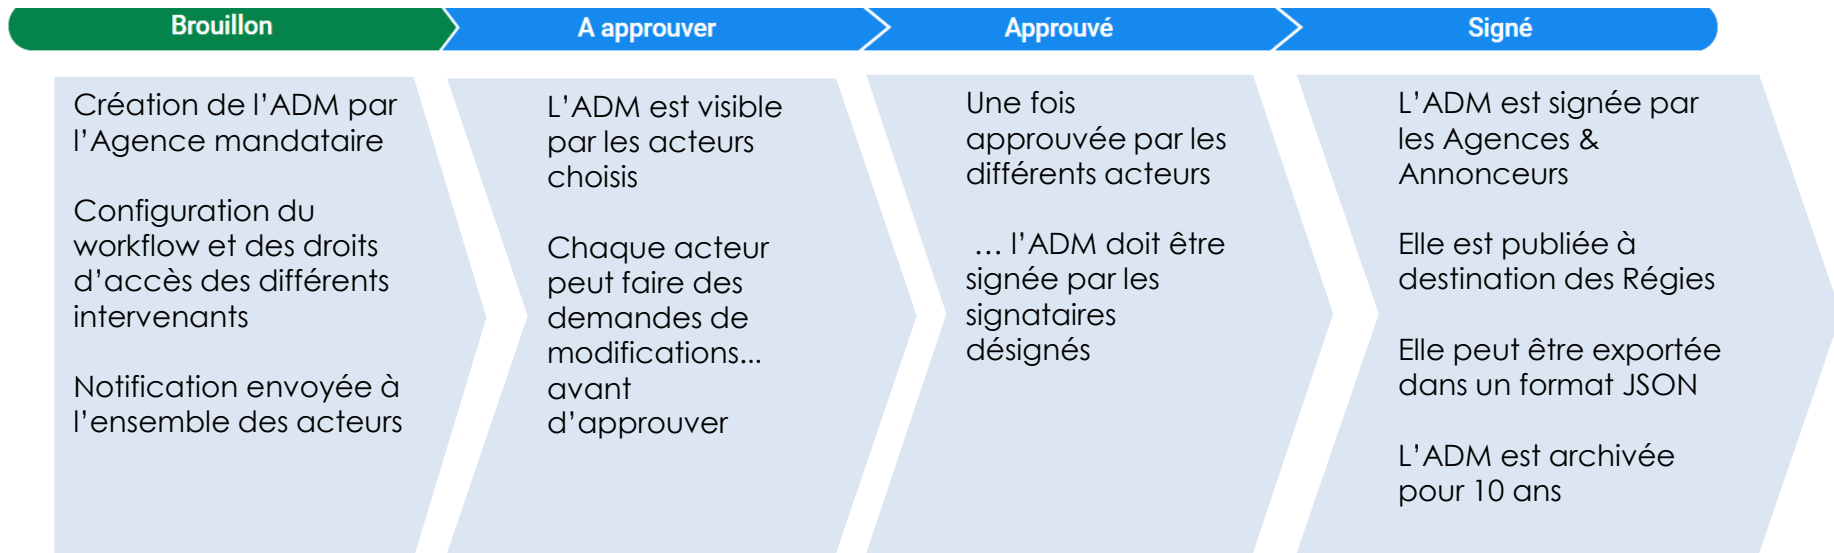 Brouillon
A approuver
Approuvé
Signé
Création de l’ADM par
l’Agence mandataire
Configuration du
workflow et des droits
d’accès des différents
intervenants
Notification envoyée à
l’ensemble des acteurs
L’ADM est visible
par les acteurs
choisis
Chaque acteur
peut faire des
demandes de
modifications...
avant
d’approuver
Une fois
approuvée par les
différents acteurs
… l’ADM doit être
signée par les
signataires
désignés
L’ADM est signée par
les Agences &
Annonceurs
Elle est publiée à
destination des Régies
Elle peut être exportée
dans un format JSON
L’ADM est archivée
pour 10 ans